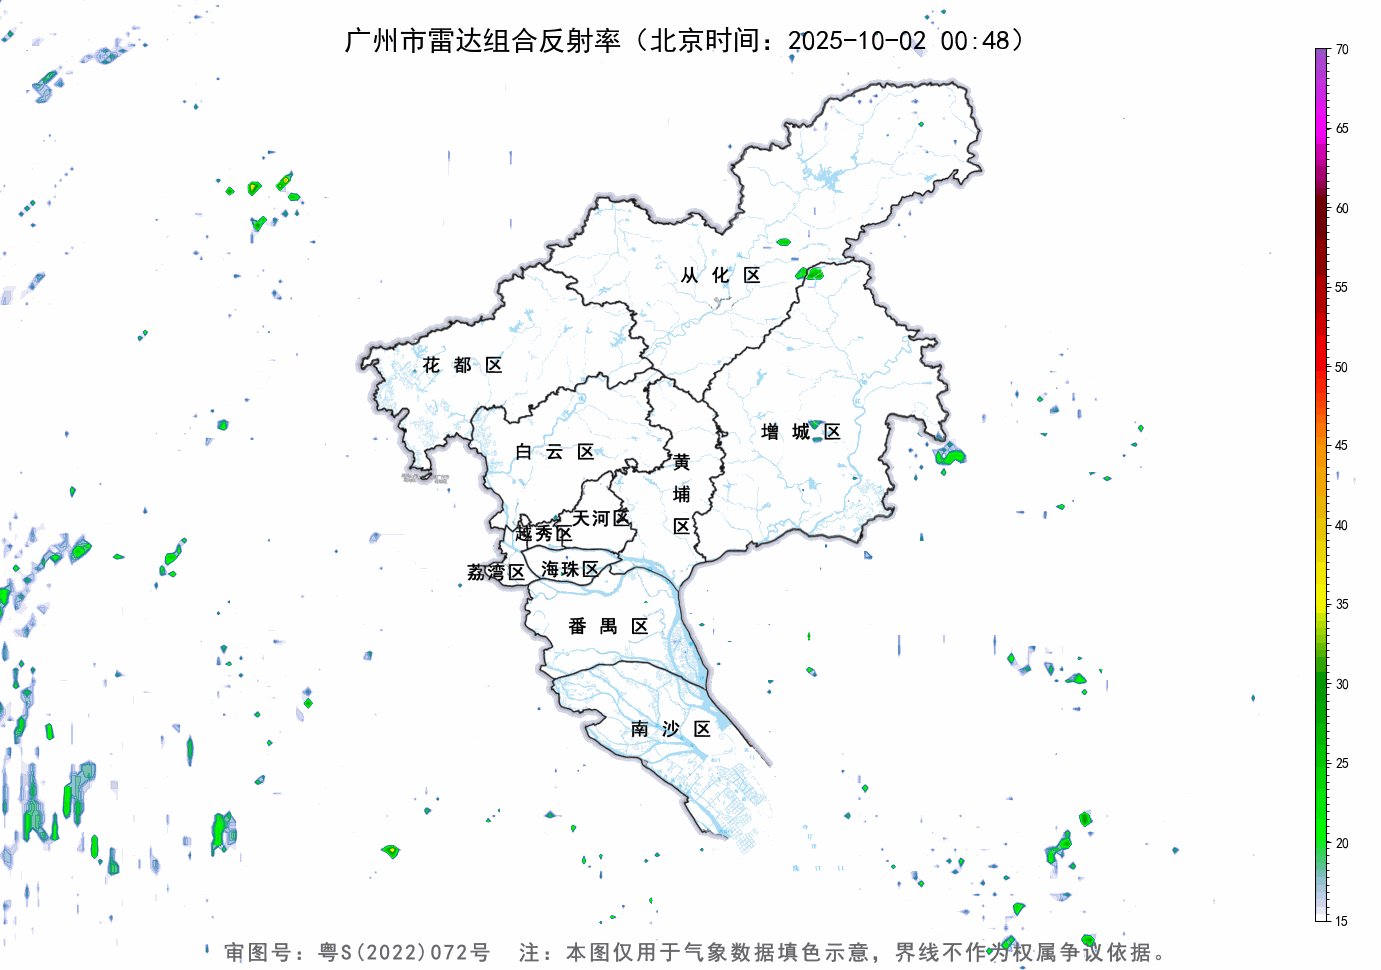 广州市雷达组合反射率（北京时间：2025-10-02 00:48）
70
65
60
55
50
45
40
35
30
25
20
15
从化区
花都区
增城区
白云区
黄埔区
天河区
越秀区
海珠区
荔湾区
番禺区
南沙区
审图号：粤S(2022)072号 注：本图仅用于气象数据填色示意，界线不作为权属争议依据。